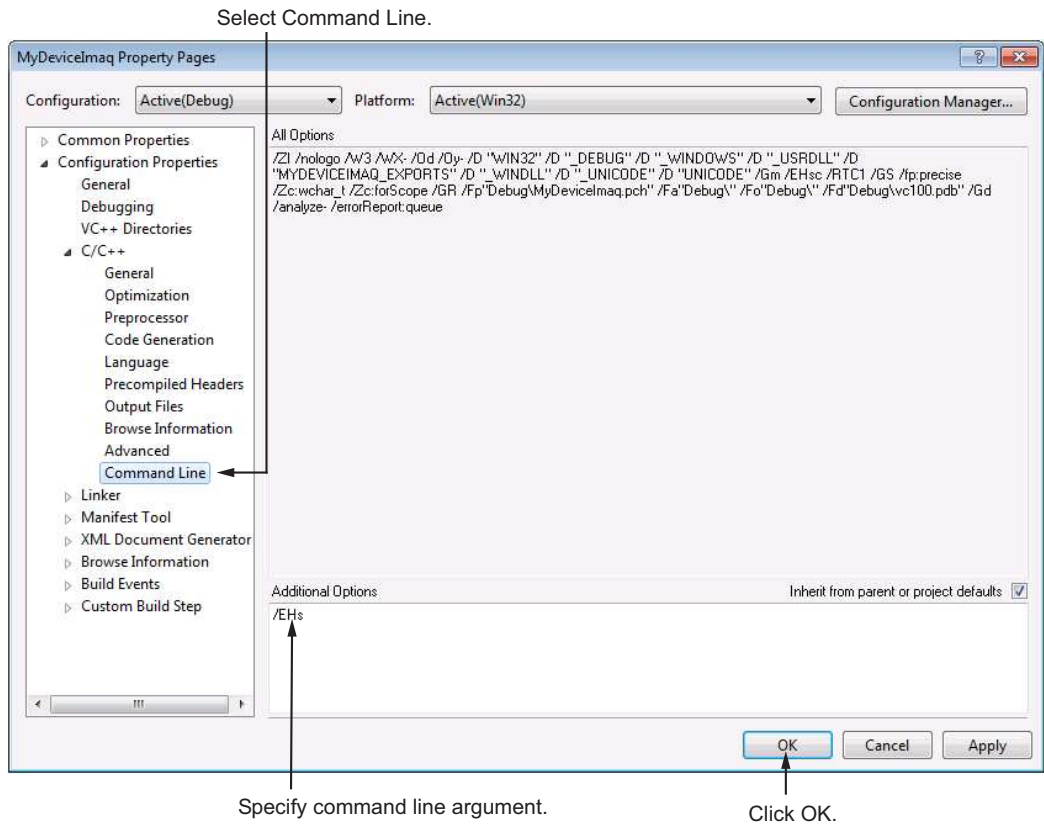 Select Command Line.
MyDeviceImaq Property Pages
Configuration: Active(Debug) Platform: Active(Win32) Configuration Manager...
Common Properties
Configuration Properties
General
Debugging
VC++ Directories
C/C++
General
Optimization
Preprocessor
Code Generation
Language
Precompiled Headers
Output Files
Browse Information
Advanced
Command Line
Linker
Manifest Tool
XML Document Generator
Browse Information
Build Events
Custom Build Step
All Options
/ZI /nologo /W3 /WX- /Od /Oy- /D "WIN32" /D "_DEBUG" /D "_WINDOWS" /D "_USRDLL" /D
"MYDEVICEIMAQ_EXPORTS" /D "_WINDLL" /D "_UNICODE" /D "UNICODE" /Gm /EHsc /RTC1 /GS /fp:precise
/Zc:wchar_t /Zc:forScope /GR /Fp"Debug\MyDeviceImaq.pch" /Fa"Debug\" /Fo"Debug\" /Fd"Debug\vc100.pdb" /Gd
/analyze- /errorReport:queue
Additional Options
Inherit from parent or project defaults
/EHs
OK Cancel Apply
Specify command line argument.
Click OK.